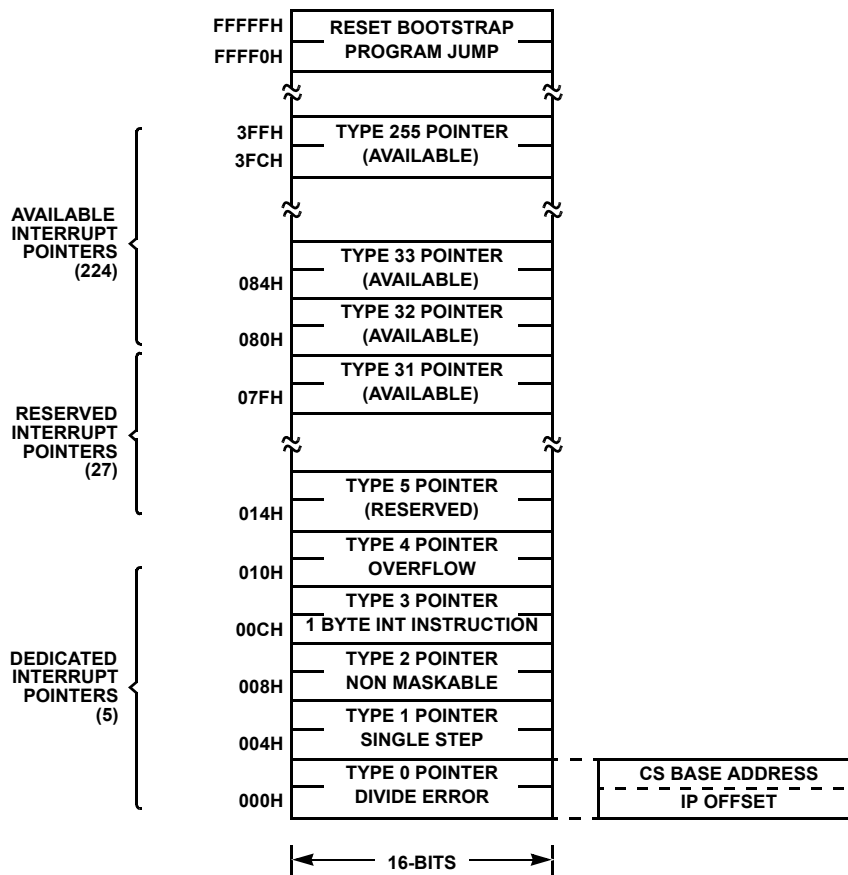 FFFFFH
RESET BOOTSTRAP
PROGRAM JUMP
FFFF0H
3FFH
TYPE 255 POINTER
(AVAILABLE)
3FCH
AVAILABLE
INTERRUPT
POINTERS
(224)
TYPE 33 POINTER
(AVAILABLE)
084H
TYPE 32 POINTER
(AVAILABLE)
080H
TYPE 31 POINTER
(AVAILABLE)
07FH
RESERVED
INTERRUPT
POINTERS
(27)
TYPE 5 POINTER
(RESERVED)
014H
TYPE 4 POINTER
OVERFLOW
010H
TYPE 3 POINTER
1 BYTE INT INSTRUCTION
00CH
DEDICATED
INTERRUPT
POINTERS
(5)
TYPE 2 POINTER
NON MASKABLE
008H
TYPE 1 POINTER
SINGLE STEP
004H
TYPE 0 POINTER
DIVIDE ERROR
000H
CS BASE ADDRESS
IP OFFSET
16-BITS